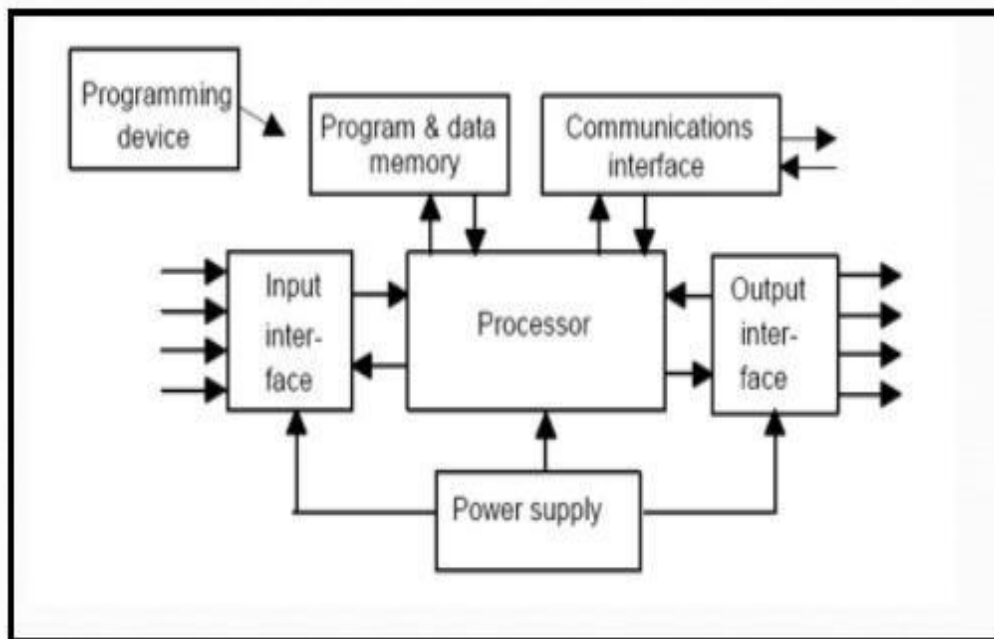 Programming
device
Program & data
memory
Communications
interface
Input
inter-
face
Processor
Output
inter-
face
Power supply